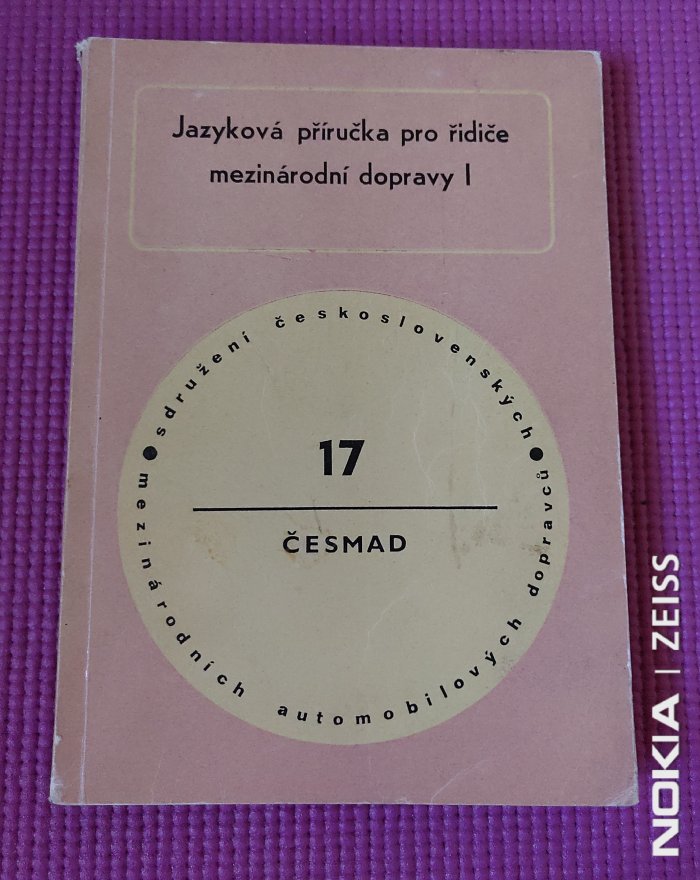 Jazyková příručka pro řidiče
mezinárodní dopravy I
sdružení československých
17
ČESMAD
mezinárodních automobilových dopravců
NOKIA | ZEISS